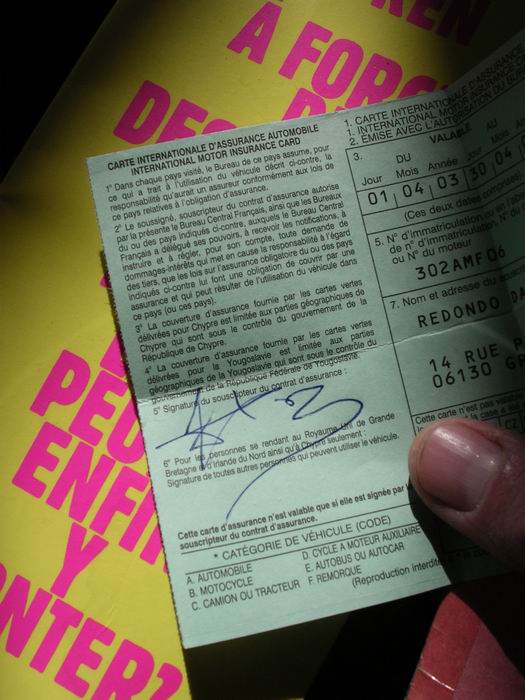 REN
A FORC
DES
PEU
ENFI
Y
ONTER?
CARTE INTERNATIONALE D'ASSURANCE AUTOMOBILE
INTERNATIONAL MOTOR INSURANCE CARD
1° Dans chaque pays visité, le Bureau de ce pays assume, pour
ce qui a trait à l'utilisation du véhicule décrit ci-contre, la
responsabilité qu'aurait un assureur conformément aux lois de
ce pays relatives à l'obligation d'assurance.
2° Le soussigné, souscripteur du contrat d'assurance autorise
par la présente le Bureau Central Français, ainsi que les Bureaux
du ou des pays indiqués ci-contre, auxquels le Bureau Central
Français a délégué ses pouvoirs, à recevoir les notifications, à
instruire et à régler, pour son compte, toute demande de
dommages-intérêts qui met en cause la responsabilité à l'égard
des tiers, que les lois sur l'assurance obligatoire du ou des pays
indiqués ci-contre lui font une obligation de couvrir par une
assurance et qui peut résulter de l'utilisation du véhicule dans
ce pays (ou ces pays).
3° La couverture d'assurance fournie par les cartes vertes
délivrées pour Chypre est limitée aux parties géographiques de
Chypre qui sont sous le contrôle du gouvernement de la
République de Chypre.
4° La couverture d'assurance fournie par les cartes vertes
délivrées pour la Yougoslavie est limitée aux parties
géographiques de la Yougoslavie qui sont sous le contrôle du
gouvernement de la République Fédérale de Yougoslavie.
5° Signature du souscripteur du contrat d'assurance :
6° Pour les personnes se rendant au Royaume Uni de Grande
Bretagne et d'Irlande du Nord ainsi qu'à Chypre seulement :
Signature de toutes autres personnes qui peuvent utiliser le véhicule.
Cette carte d'assurance n'est valable que si elle est signée par
souscripteur du contrat d'assurance.
* CATÉGORIE DE VÉHICULE (CODE)
A. AUTOMOBILE D. CYCLE A MOTEUR AUXILIAIRE
B. MOTOCYCLE E. AUTOBUS OU AUTOCAR
C. CAMION OU TRACTEUR F. REMORQUE
(Reproduction interdite
1. CARTE INTERNATIONALE D'ASSURANCE
1. INTERNATIONAL MOTOR INSURANCE
2. ÉMISE AVEC L'AUTORISATION DU BU
3. VALABLE
DU AU
Jour Mois Année Jour Mois
01 04 03 30 04
(Ces deux dates comprises
5. N° d'immatriculation ou
de n° d'immatriculation, N°
ou N° du moteur
302AMF06
7. Nom et adresse du
REDONDO DA
14 RUE P
06130 G
Cette carte n'est valable